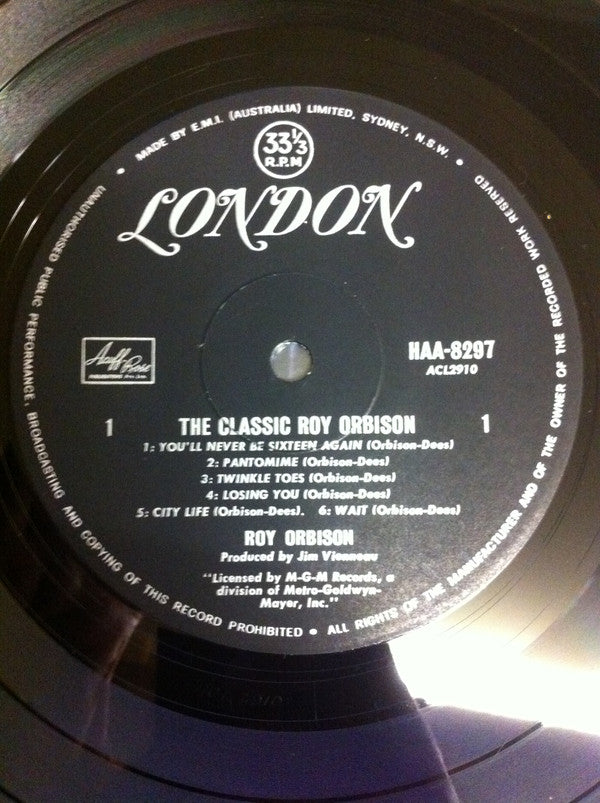 MADE BY E.M.I. (AUSTRALIA) LIMITED, SYDNEY, N.S.W. •
UNAUTHORISED PUBLIC PERFORMANCE, BROADCASTING AND COPYING OF THIS RECORD PROHIBITED • ALL RIGHTS OF THE MANUFACTURER AND OF THE OWNER OF THE RECORDED WORK RESERVED •
33⅓
R.P.M
LONDON
Acuff-Rose
HAA-8297
ACL2910
1 THE CLASSIC ROY ORBISON 1
1: YOU'LL NEVER BE SIXTEEN AGAIN (Orbison-Dees)
2: PANTOMIME (Orbison-Dees)
3: TWINKLE TOES (Orbison-Dees)
4: LOSING YOU (Orbison-Dees)
5: CITY LIFE (Orbison-Dees). 6: WAIT (Orbison-Dees)
ROY ORBISON
Produced by Jim Vienneau
"Licensed by M-G-M Records, a
division of Metro-Goldwyn-
Mayer, Inc."